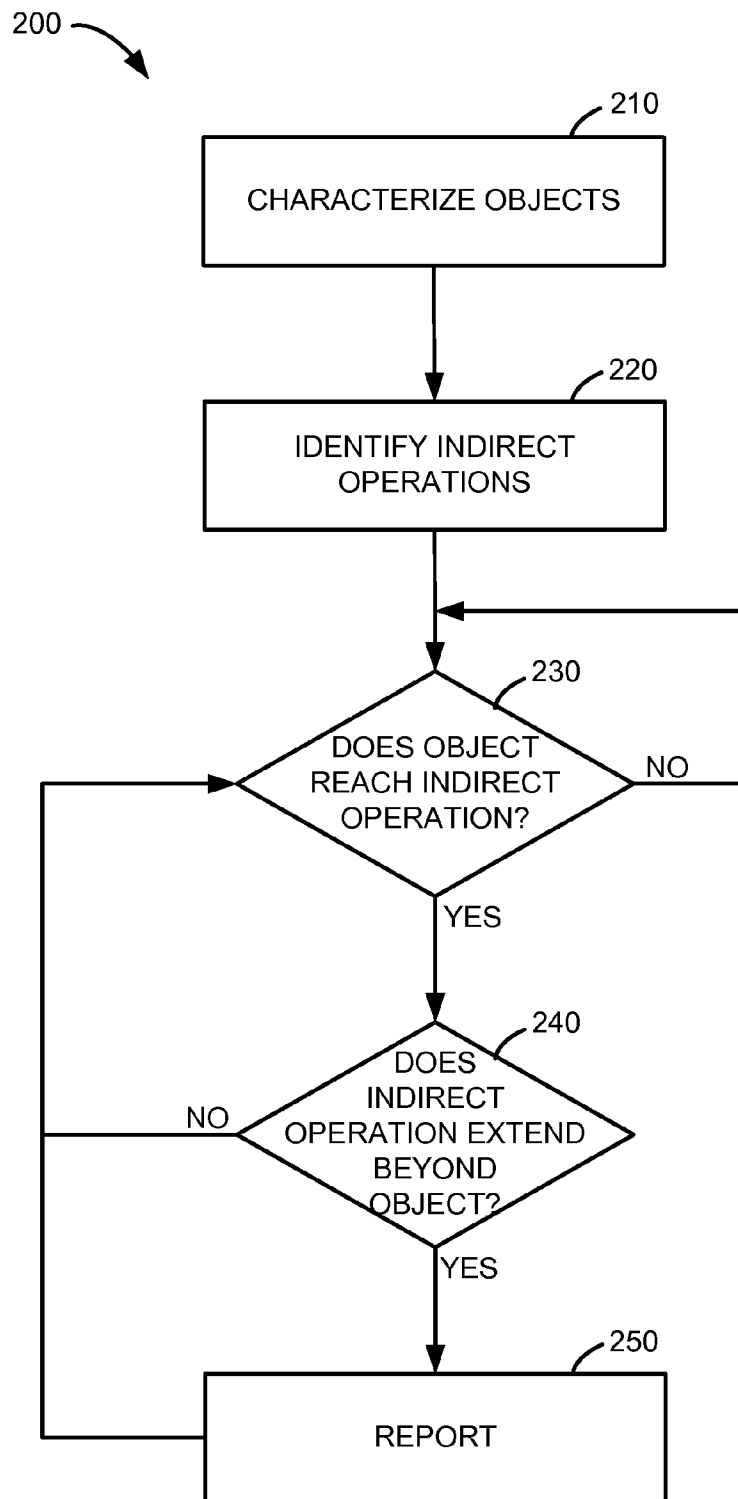 200
210
CHARACTERIZE OBJECTS
220
IDENTIFY INDIRECT
OPERATIONS
230
DOES OBJECT
REACH INDIRECT
OPERATION?
NO
YES
240
DOES
INDIRECT
OPERATION EXTEND
BEYOND
OBJECT?
NO
YES
250
REPORT